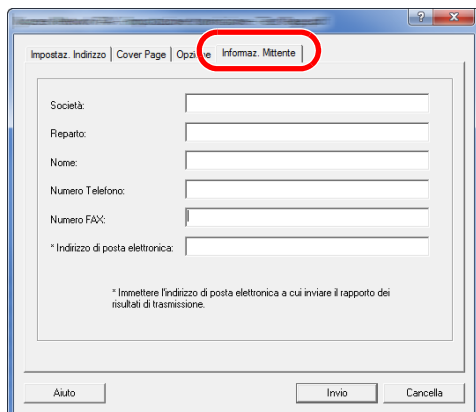 Impostaz. Indirizzo Cover Page Informaz. Mittente
Società:
Reparto:
Nome:
Numero Telefono:
Numero FAX:
* Indirizzo di posta elettronica:
* Immettere l'indirizzo di posta elettronica a cui inviare il rapporto dei
risultati di trasmissione.
Aiuto Invio Cancella